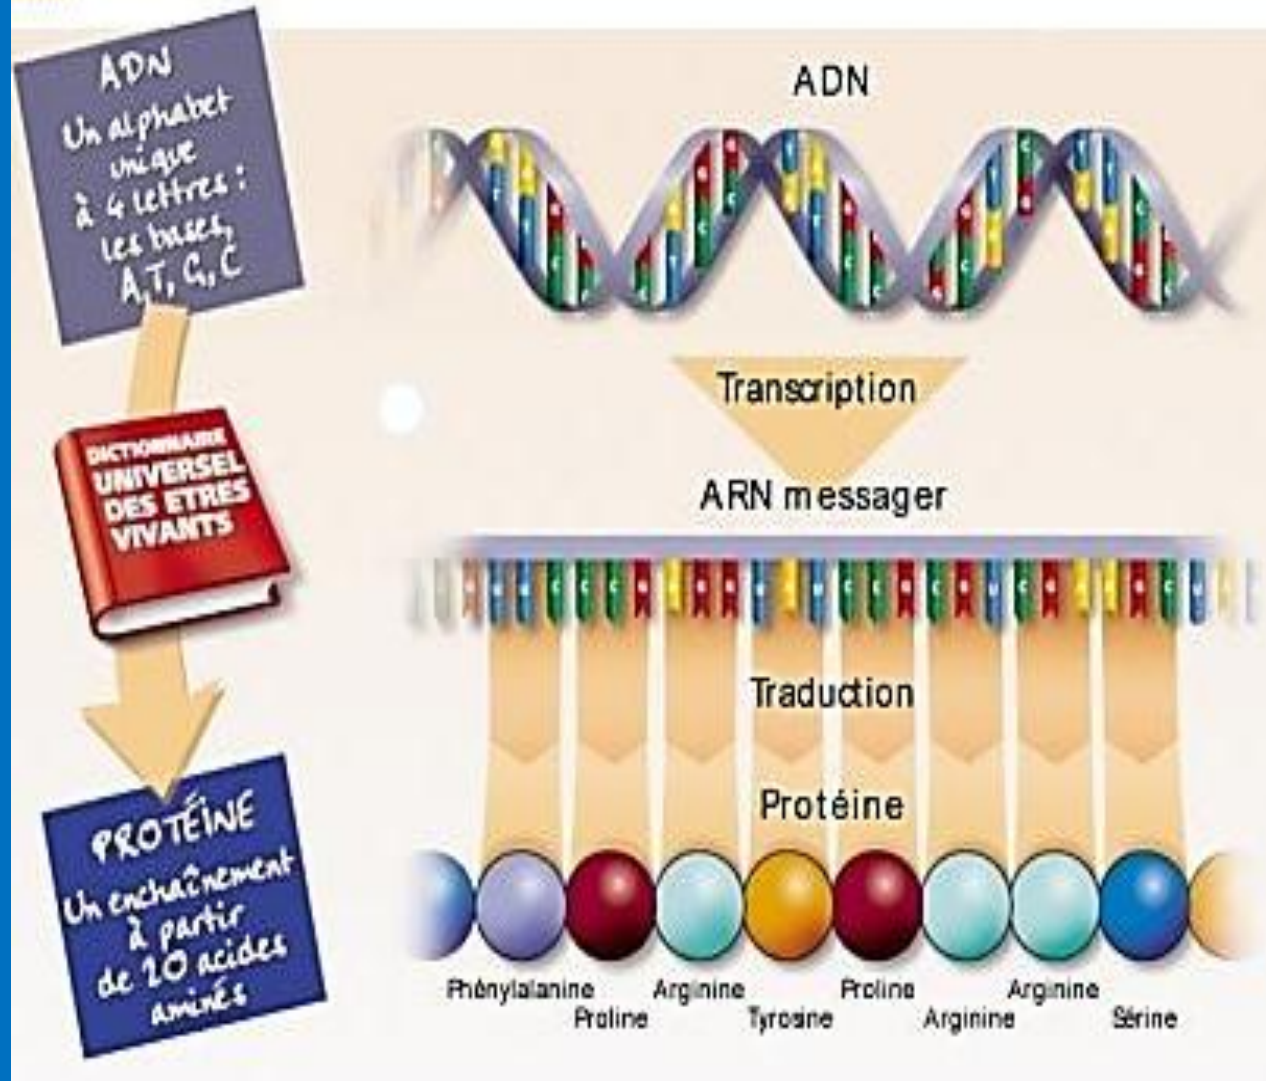 ADN
Un alphabet
unique
à 4 lettres :
les bases,
A, T, G, C
DICTIONNAIRE
UNIVERSEL
DES ETRES
VIVANTS
PROTÉINE
Un enchaînement
à partir
de 20 acides
aminés
ADN
Transcription
ARN messager
Traduction
Protéine
Phénylalanine
Proline
Arginine
Tyrosine
Proline
Arginine
Arginine
Sérine